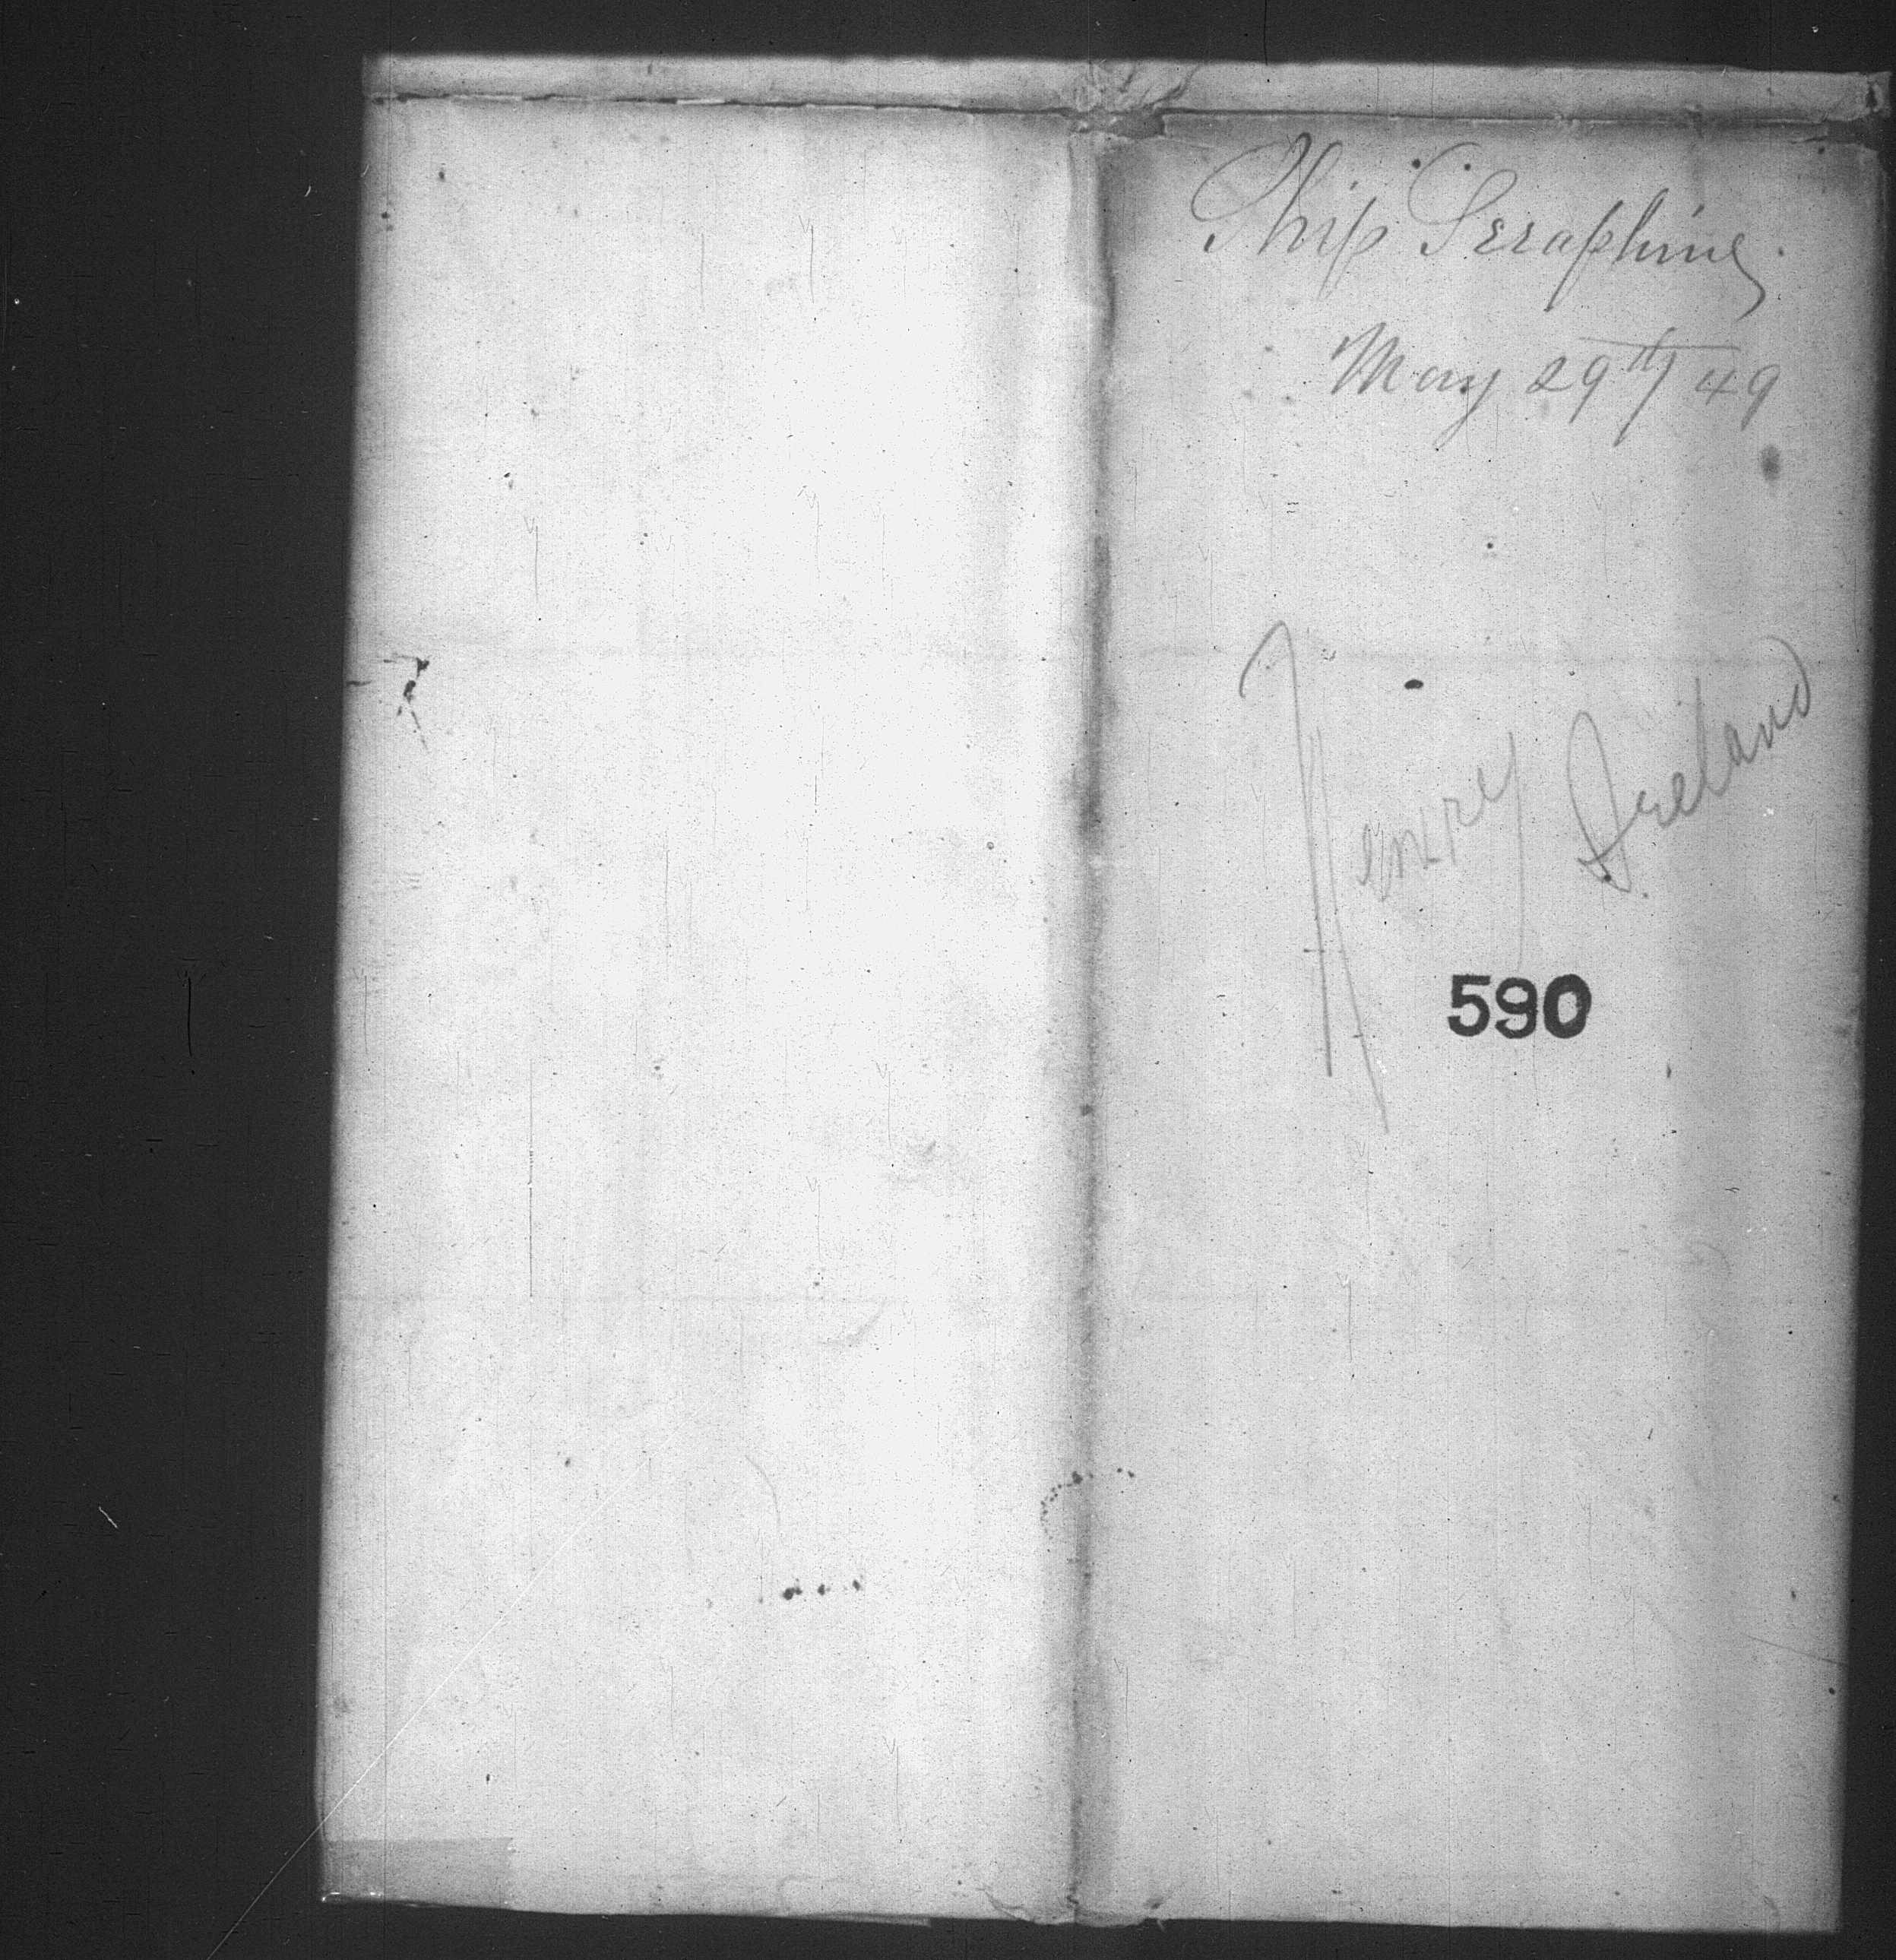 Ship Seraphine.
May 29th 49
Henry Ireland
590